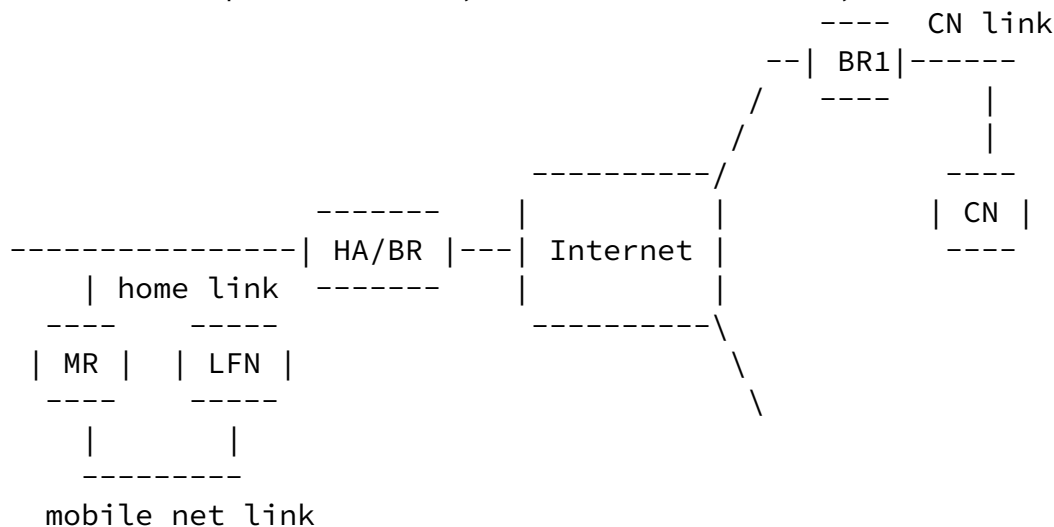 ---- CN link
--| BR1|------
/ ---- |
/ |
----------/ ----
------- | | | CN |
---------------| HA/BR |---| Internet | ----
| home link ------- | |
---- ----- ----------\
| MR | | LFN | \
---- ----- \
| |
---------
mobile net link